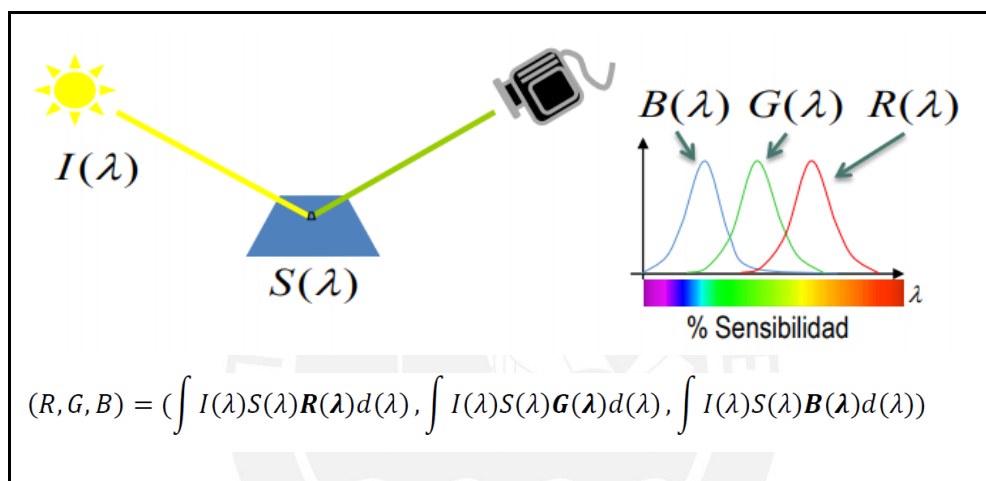 I(λ)
S(λ)
B(λ) G(λ) R(λ)
λ
% Sensibilidad
(R, G, B) = (∫ I(λ)S(λ)R(λ)d(λ) , ∫ I(λ)S(λ)G(λ)d(λ), ∫ I(λ)S(λ)B(λ)d(λ))